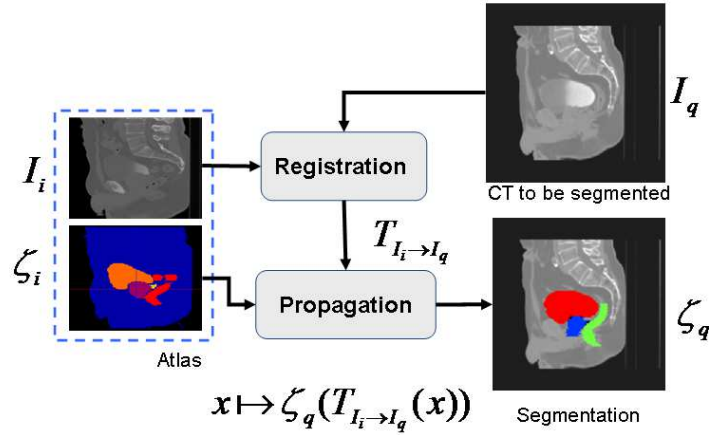 I_q
CT to be segmented
I_i
Registration
T_{I_i→I_q}
ζ_i
Propagation
ζ_q
Atlas
x ↦ ζ_q(T_{I_i→I_q}(x))
Segmentation